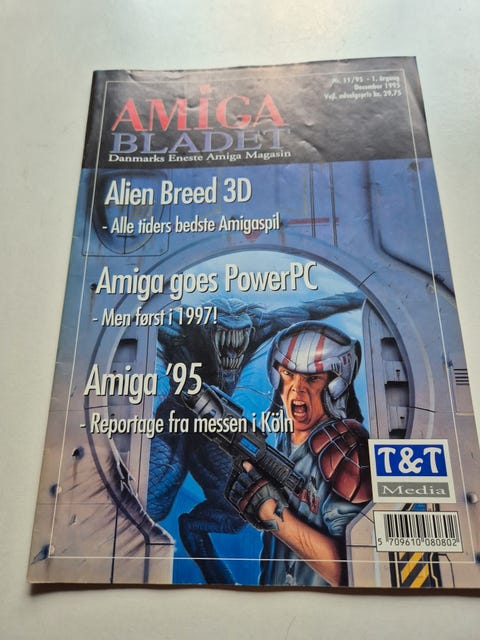 Nr. 11/95 - 1. årgang
December 1995
Vejl. udsalgspris kr. 29,75
AMIGA
BLADET
Danmarks Eneste Amiga Magasin
Alien Breed 3D
- Alle tiders bedste Amigaspil
Amiga goes PowerPC
- Men først i 1997!
Amiga '95
- Reportage fra messen i Köln
T&T
Media
5 709610 080802